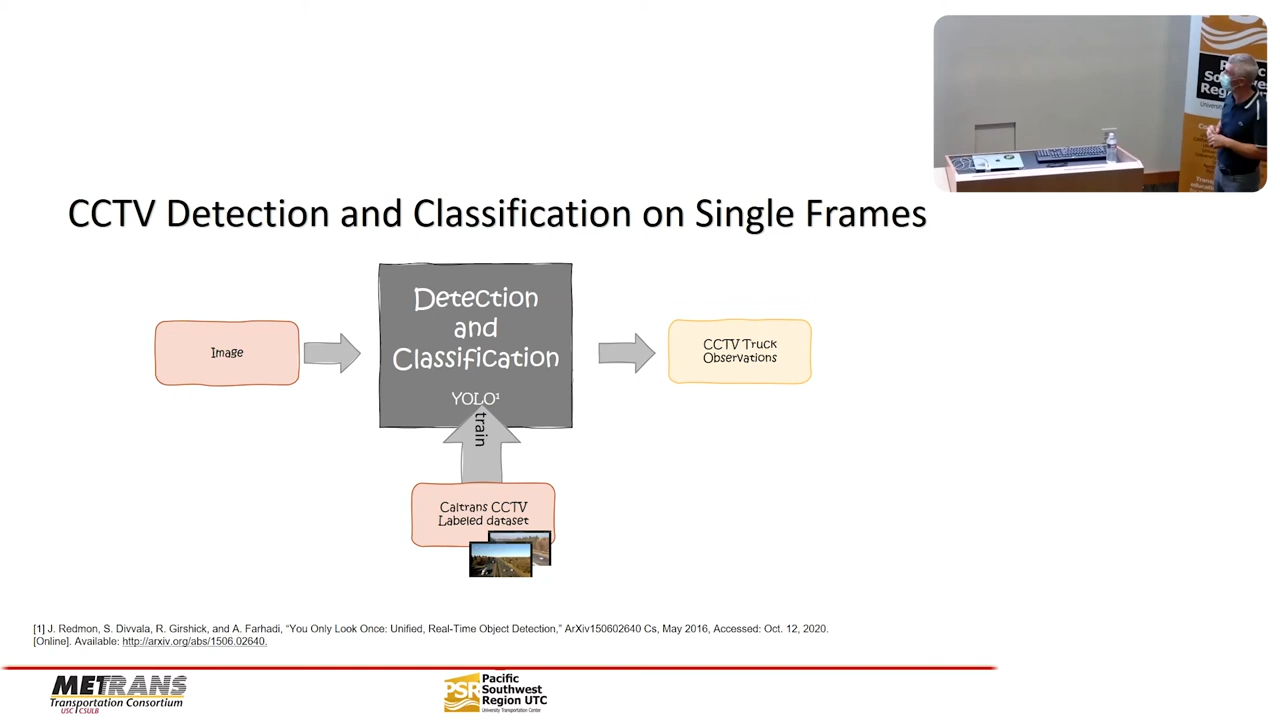 CCTV Detection and Classification on Single Frames
Image
Detection
and
Classification
YOLO¹
train
CCTV Truck
Observations
Caltrans CCTV
Labeled dataset
[1] J. Redmon, S. Divvala, R. Girshick, and A. Farhadi, “You Only Look Once: Unified, Real-Time Object Detection,” ArXiv150602640 Cs, May 2016, Accessed: Oct. 12, 2020.
[Online]. Available: http://arxiv.org/abs/1506.02640.
METRANS
Transportation Consortium
USC | CSULB
PSR
Pacific
Southwest
Region UTC
University Transportation Center